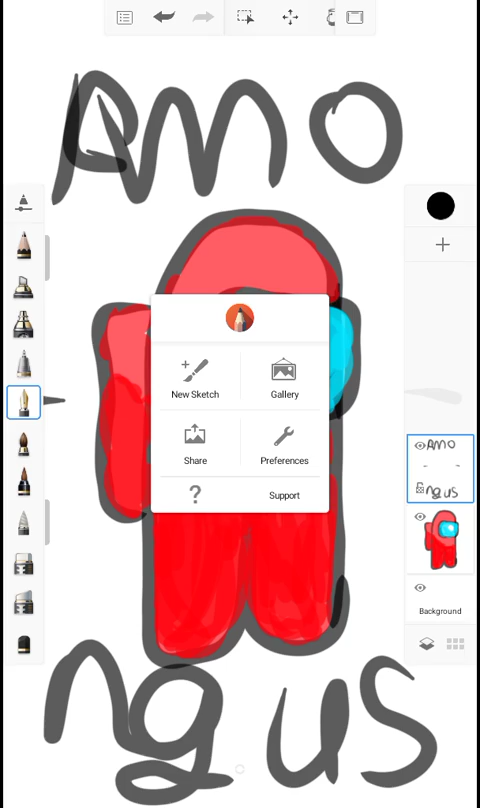 Amo
New Sketch
Gallery
Share
Preferences
?
Support
AMO
ngus
Background
ngus